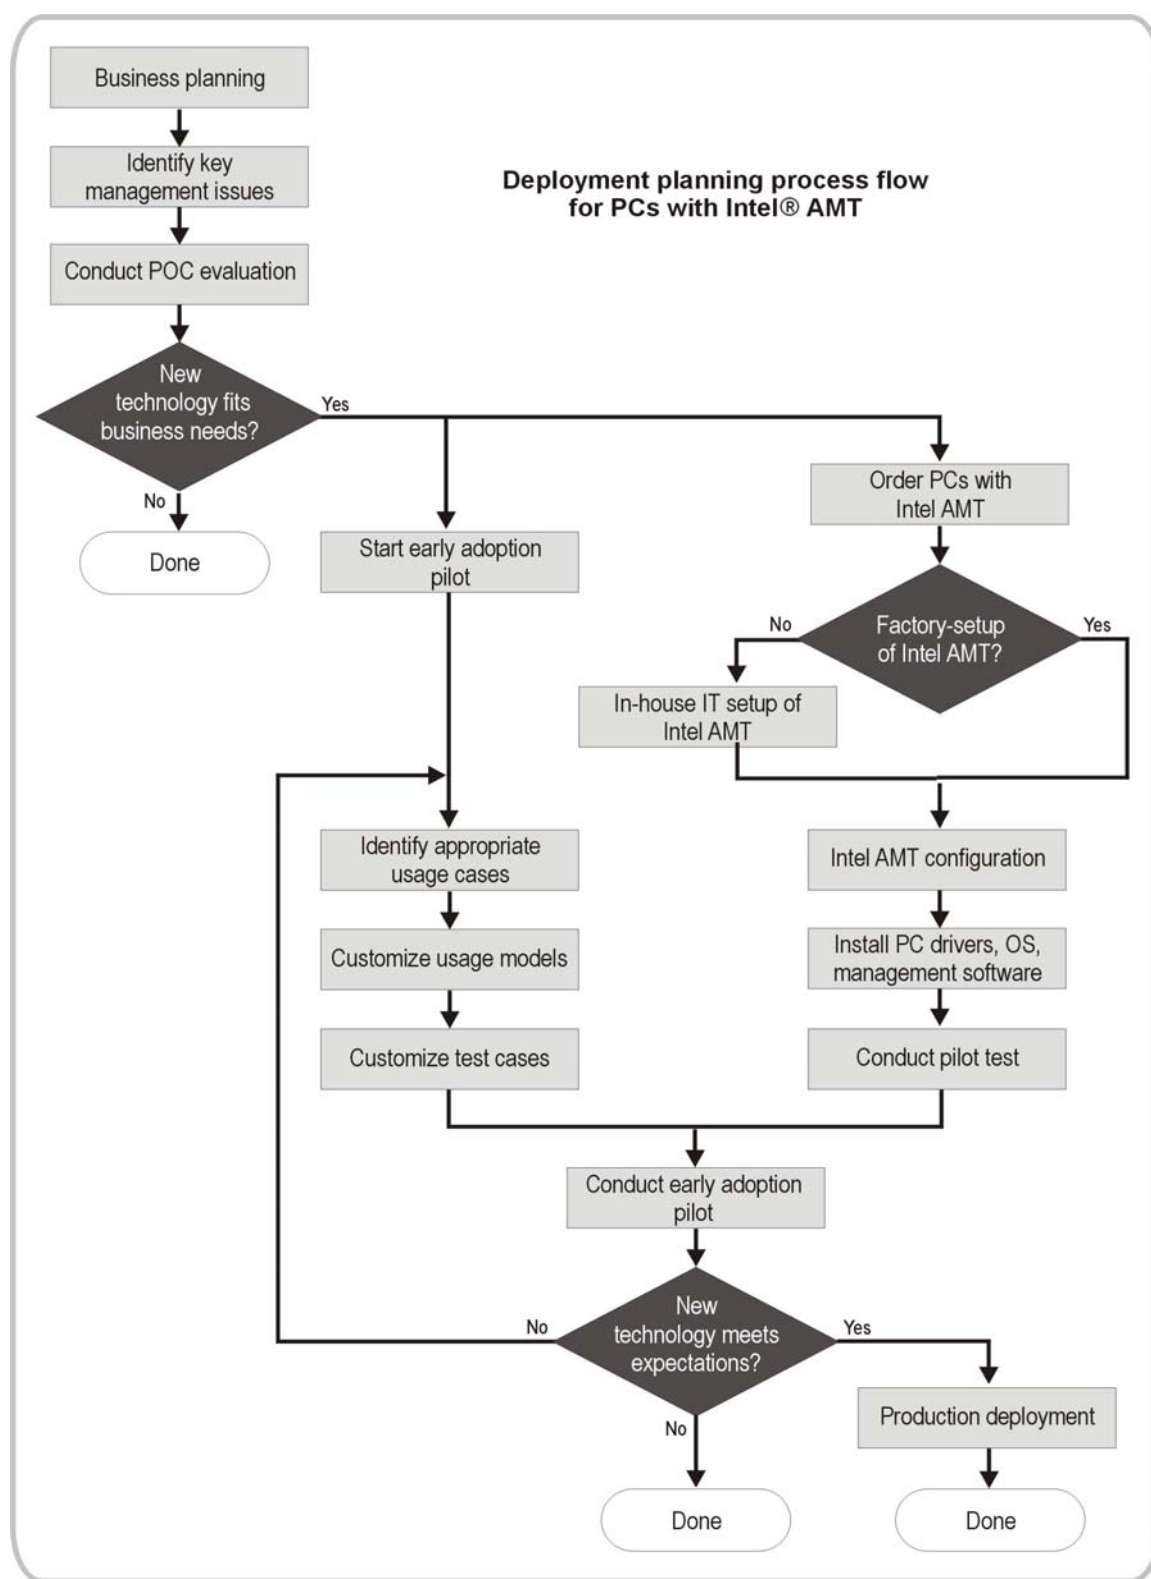 Business planning
Identify key
management issues
Deployment planning process flow
for PCs with Intel® AMT
Conduct POC evaluation
New
technology fits
business needs?
Yes
No
Done
Start early adoption
pilot
Order PCs with
Intel AMT
Factory-setup
of Intel AMT?
No
Yes
In-house IT setup of
Intel AMT
Identify appropriate
usage cases
Intel AMT configuration
Customize usage models
Install PC drivers, OS,
management software
Customize test cases
Conduct pilot test
Conduct early adoption
pilot
New
technology meets
expectations?
No
Yes
No
Production deployment
Done
Done